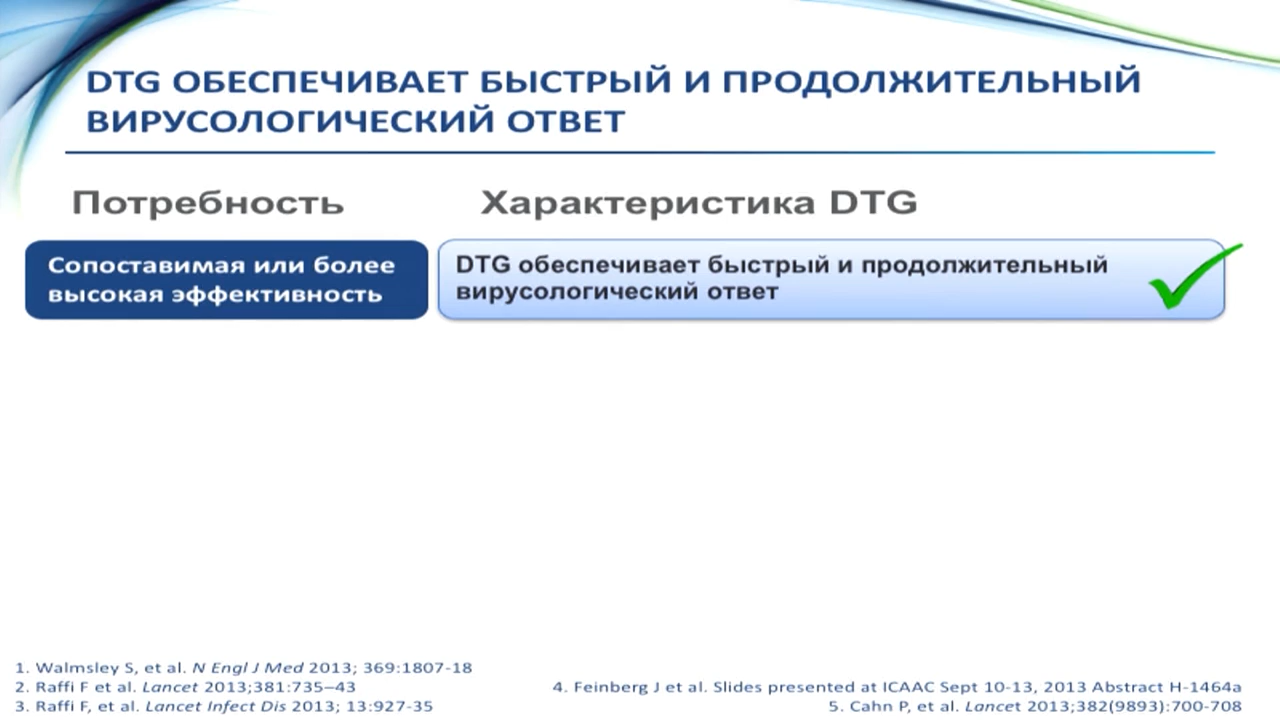 DTG ОБЕСПЕЧИВАЕТ БЫСТРЫЙ И ПРОДОЛЖИТЕЛЬНЫЙ
ВИРУСОЛОГИЧЕСКИЙ ОТВЕТ
Потребность
Характеристика DTG
Сопоставимая или более
высокая эффективность
DTG обеспечивает быстрый и продолжительный
вирусологический ответ
1. Walmsley S, et al. N Engl J Med 2013; 369:1807-18
2. Raffi F et al. Lancet 2013;381:735–43
3. Raffi F, et al. Lancet Infect Dis 2013; 13:927-35
4. Feinberg J et al. Slides presented at ICAAC Sept 10-13, 2013 Abstract H-1464a
5. Cahn P, et al. Lancet 2013;382(9893):700-708